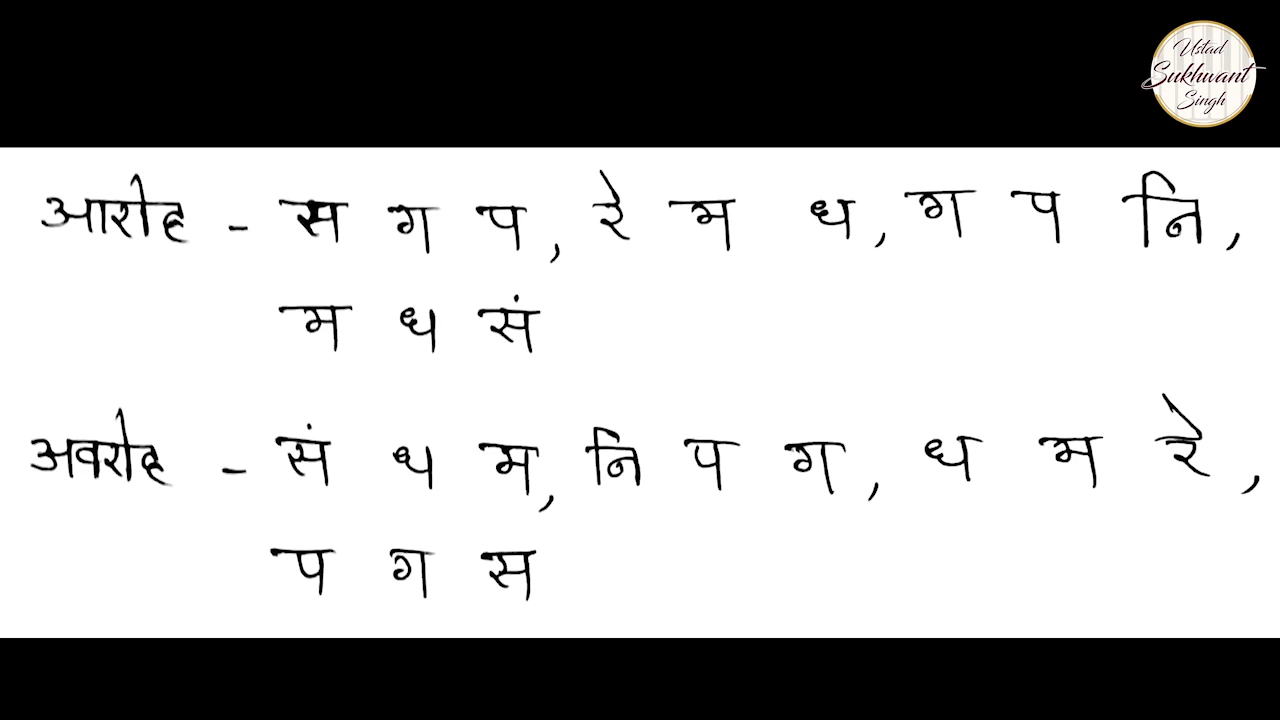 Ustad
Sukhwant
Singh
आरोह - स ग प, रे म ध, ग प नि,
म ध सं
अवरोह - सं ध म, नि प ग, ध म रे,
प ग स